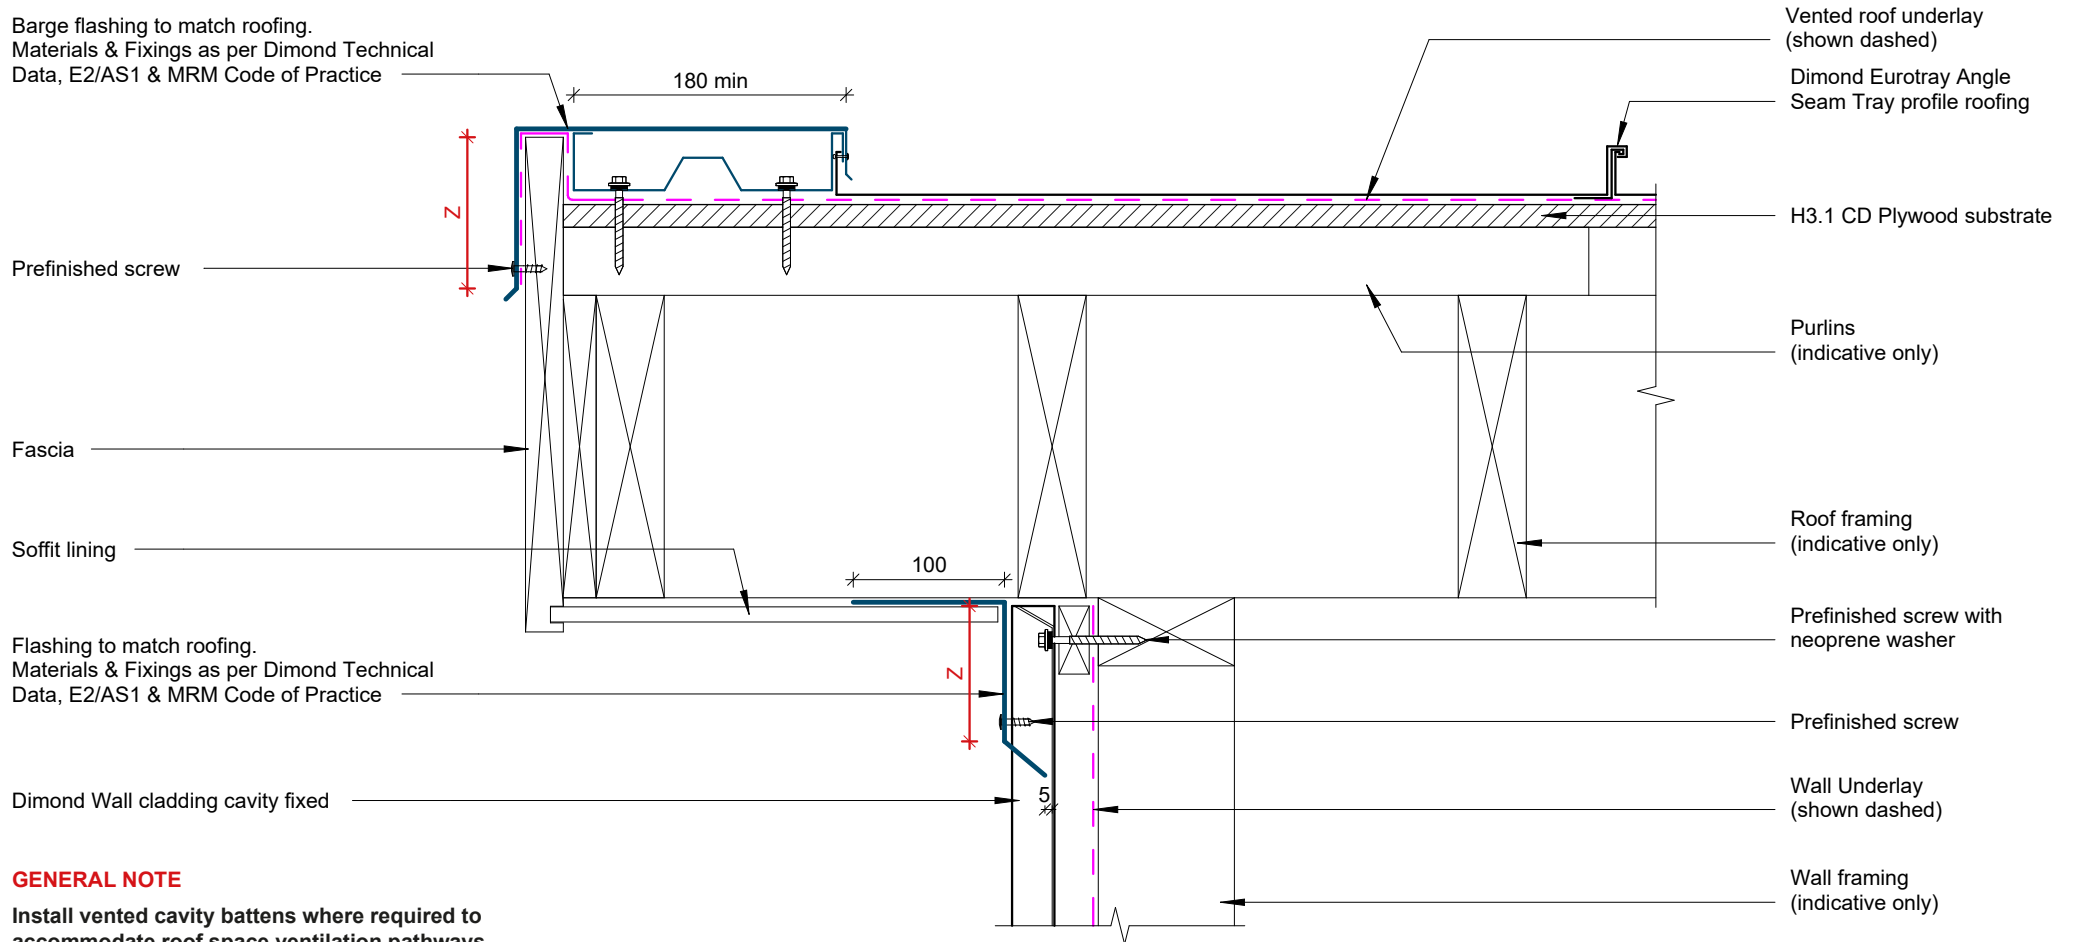 Barge flashing to match roofing.
Materials & Fixings as per Dimond Technical
Data, E2/AS1 & MRM Code of Practice
180 min
Vented roof underlay
(shown dashed)
Dimond Eurotray Angle
Seam Tray profile roofing
Z
H3.1 CD Plywood substrate
Prefinished screw
Purlins
(indicative only)
Fascia
Roof framing
(indicative only)
Soffit lining
100
Prefinished screw with
neoprene washer
Flashing to match roofing.
Materials & Fixings as per Dimond Technical
Data, E2/AS1 & MRM Code of Practice
Z
Prefinished screw
Dimond Wall cladding cavity fixed
5
Wall Underlay
(shown dashed)
GENERAL NOTE
Install vented cavity battens where required to
accommodate roof space ventilation pathways
Wall framing
(indicative only)